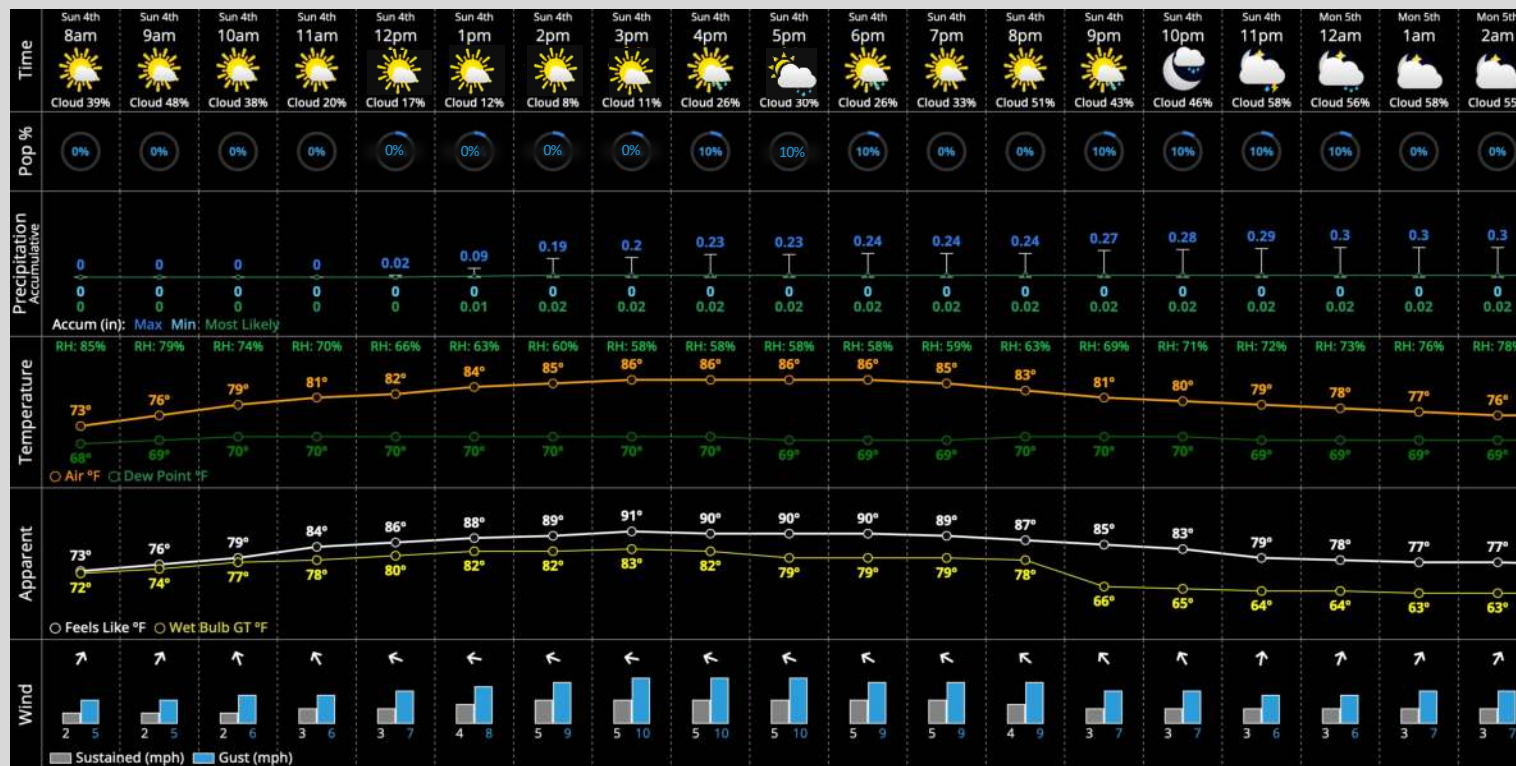 Time
Sun 4th Sun 4th Sun 4th Sun 4th Sun 4th Sun 4th Sun 4th Sun 4th Sun 4th Sun 4th Sun 4th Sun 4th Sun 4th Sun 4th Sun 4th Sun 4th Mon 5th Mon 5th Mon 5th
8am 9am 10am 11am 12pm 1pm 2pm 3pm 4pm 5pm 6pm 7pm 8pm 9pm 10pm 11pm 12am 1am 2am
Cloud 39% Cloud 48% Cloud 38% Cloud 20% Cloud 17% Cloud 12% Cloud 8% Cloud 11% Cloud 26% Cloud 30% Cloud 26% Cloud 33% Cloud 51% Cloud 43% Cloud 46% Cloud 58% Cloud 56% Cloud 58% Cloud 55
Pop %
0% 0% 0% 0% 0% 0% 0% 0% 10% 10% 10% 0% 0% 10% 10% 10% 10% 0% 0%
Precipitation
Accumulative
0 0 0 0 0.02 0.09 0.19 0.2 0.23 0.23 0.24 0.24 0.24 0.27 0.28 0.29 0.3 0.3 0.3
0 0 0 0 0 0 0 0 0 0 0 0 0 0 0 0 0 0 0
0 0 0 0 0 0.01 0.02 0.02 0.02 0.02 0.02 0.02 0.02 0.02 0.02 0.02 0.02 0.02 0.02
Accum (in): Max Min Most Likely
Temperature
RH: 85% RH: 79% RH: 74% RH: 70% RH: 66% RH: 63% RH: 60% RH: 58% RH: 58% RH: 58% RH: 58% RH: 59% RH: 63% RH: 69% RH: 71% RH: 72% RH: 73% RH: 76% RH: 78%
73° 76° 79° 81° 82° 84° 85° 86° 86° 86° 86° 85° 83° 81° 80° 79° 78° 77° 76°
68° 69° 70° 70° 70° 70° 70° 70° 70° 69° 69° 69° 70° 70° 70° 69° 69° 69° 69°
Air °F Dew Point °F
Apparent
73° 76° 79° 84° 86° 88° 89° 91° 90° 90° 90° 89° 87° 85° 83° 79° 78° 77° 77°
72° 74° 77° 78° 80° 82° 82° 83° 82° 79° 79° 79° 78° 66° 65° 64° 64° 63° 63°
Feels Like °F Wet Bulb GT °F
Wind
2 5 2 5 2 6 3 6 3 7 4 8 5 9 5 10 5 10 5 10 5 9 5 9 4 9 3 7 3 7 3 6 3 6 3 7 3 7
Sustained (mph) Gust (mph)